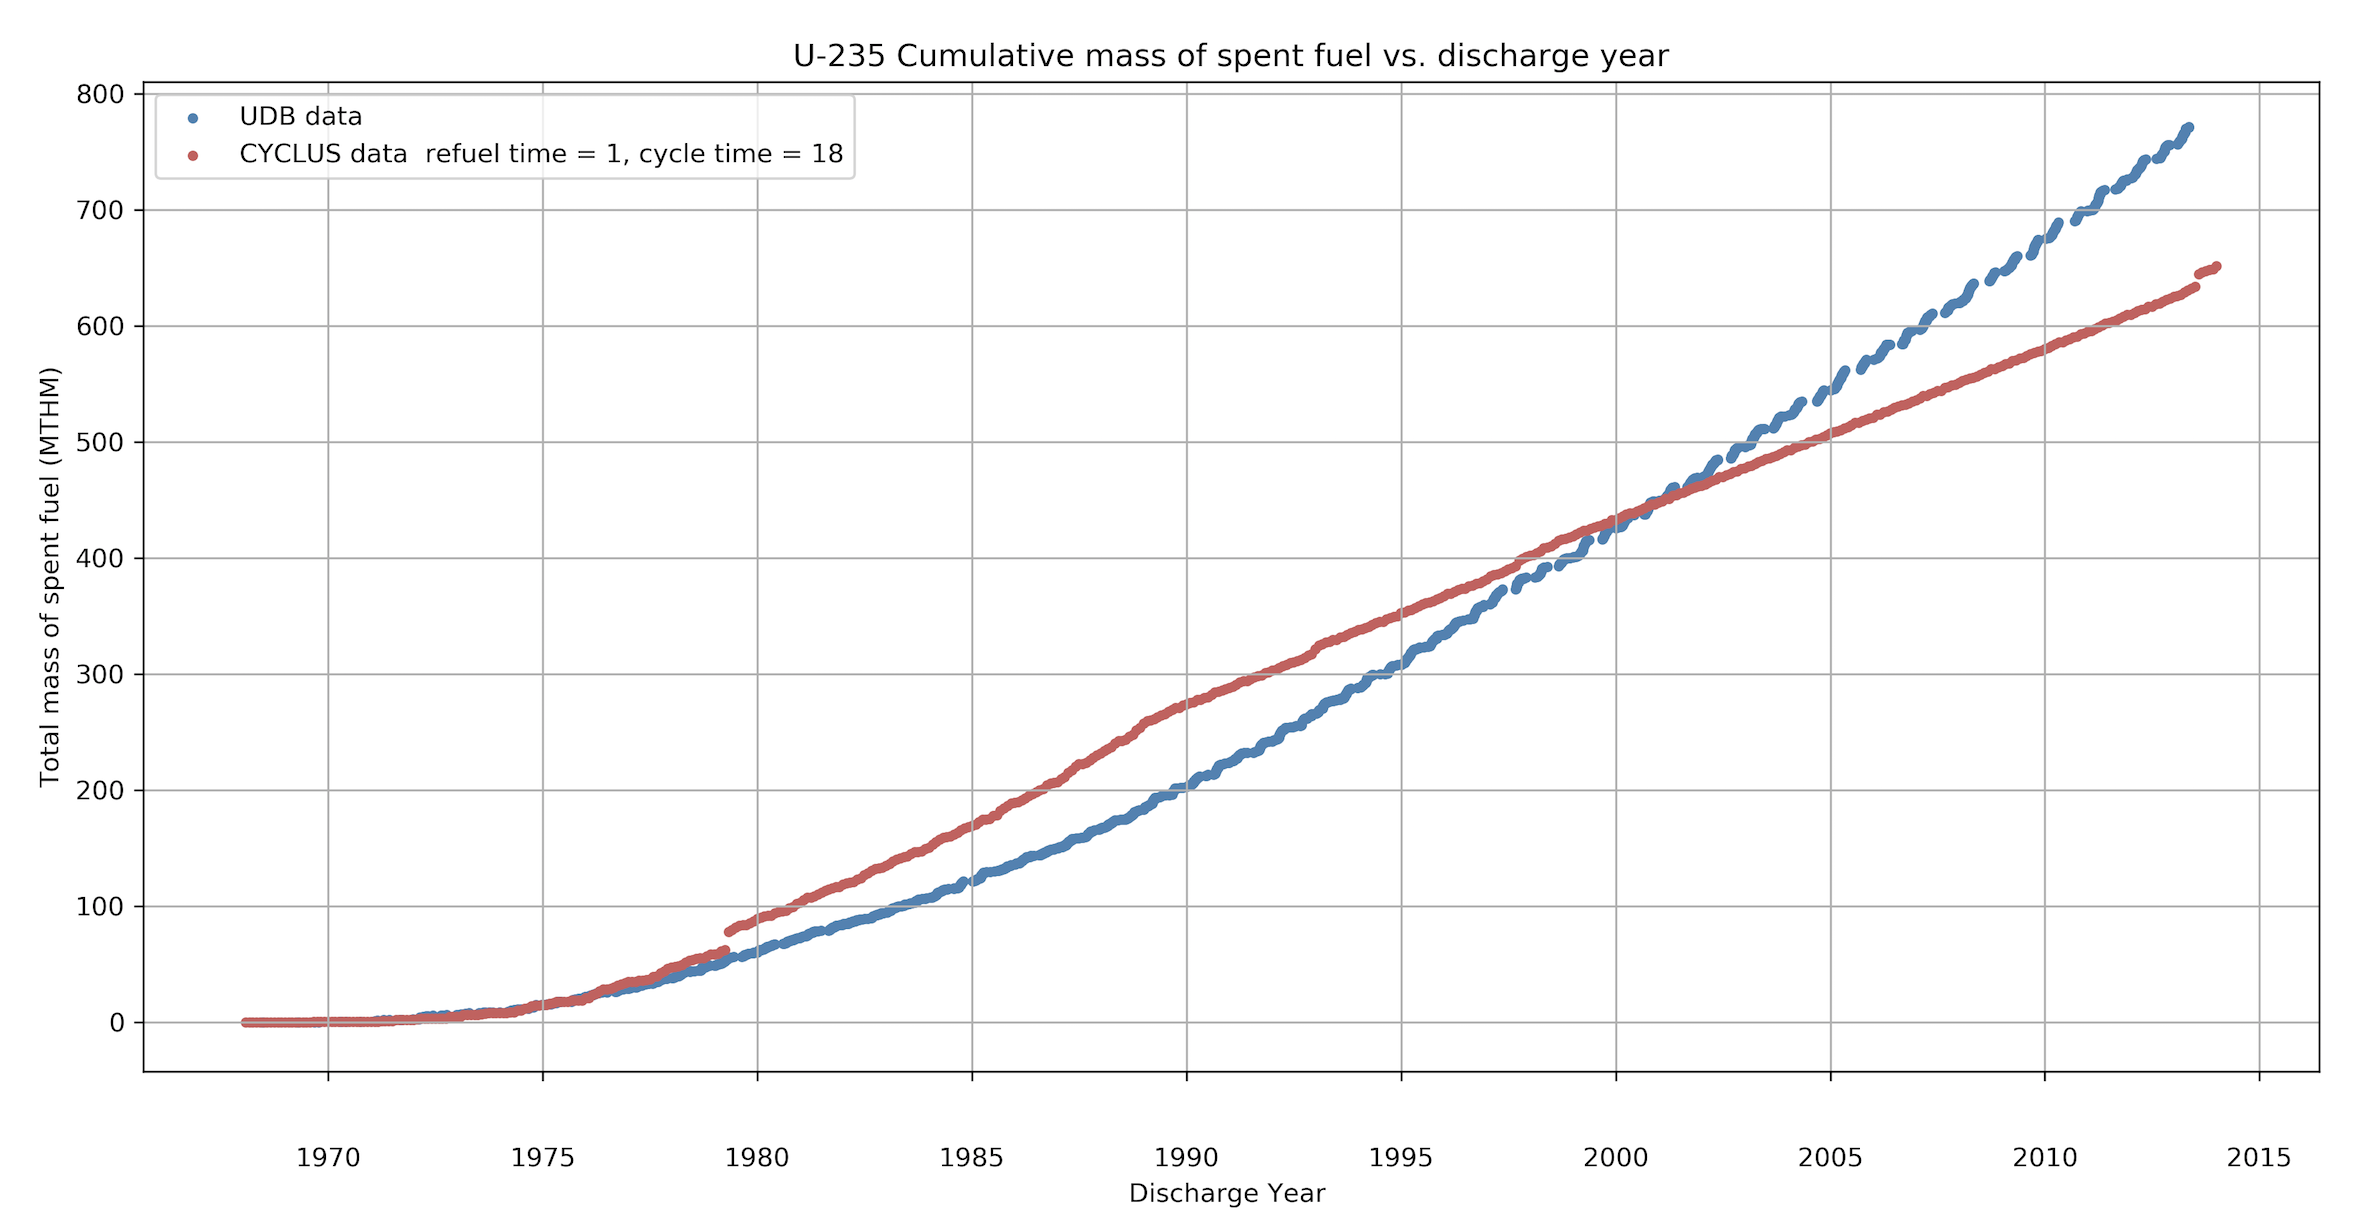 U-235 Cumulative mass of spent fuel vs. discharge year
UDB data
CYCLUS data  refuel time = 1, cycle time = 18
Total mass of spent fuel (MTHM)
800
700
600
500
400
300
200
100
0
1970 1975 1980 1985 1990 1995 2000 2005 2010 2015
Discharge Year